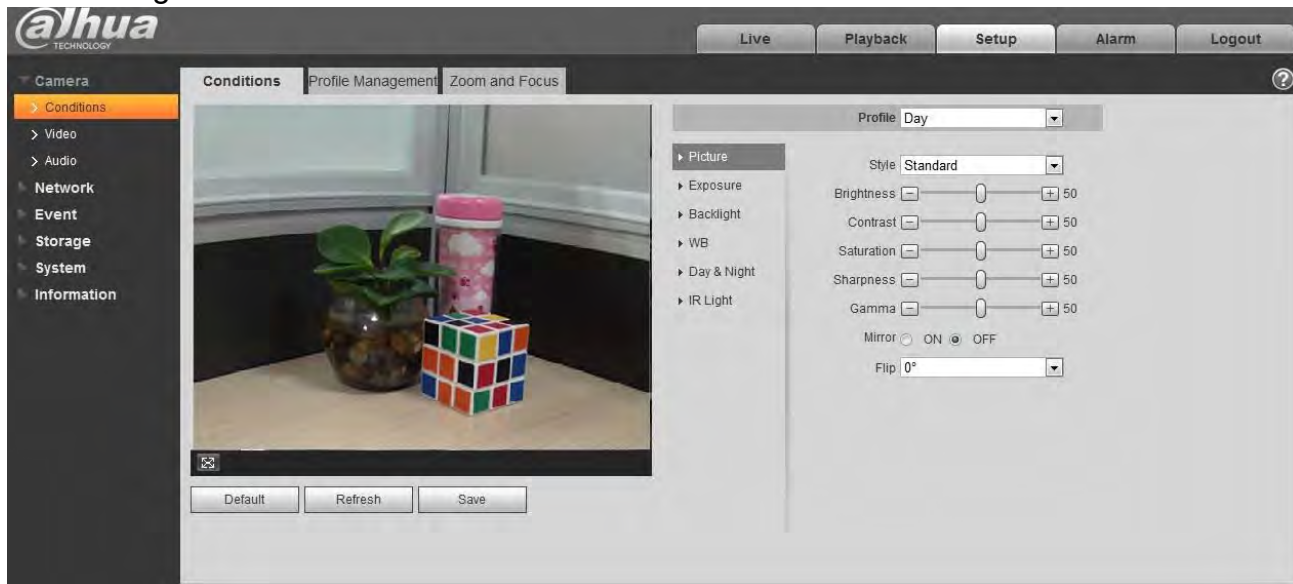 alhua
TECHNOLOGY
Live Playback Setup Alarm Logout
Camera
Conditions
Video
Audio
Network
Event
Storage
System
Information
Conditions Profile Management Zoom and Focus
?
Profile Day
Picture
Exposure
Backlight
WB
Day & Night
IR Light
Style Standard
Brightness 50
Contrast 50
Saturation 50
Sharpness 50
Gamma 50
Mirror ON OFF
Flip 0°
Default Refresh Save